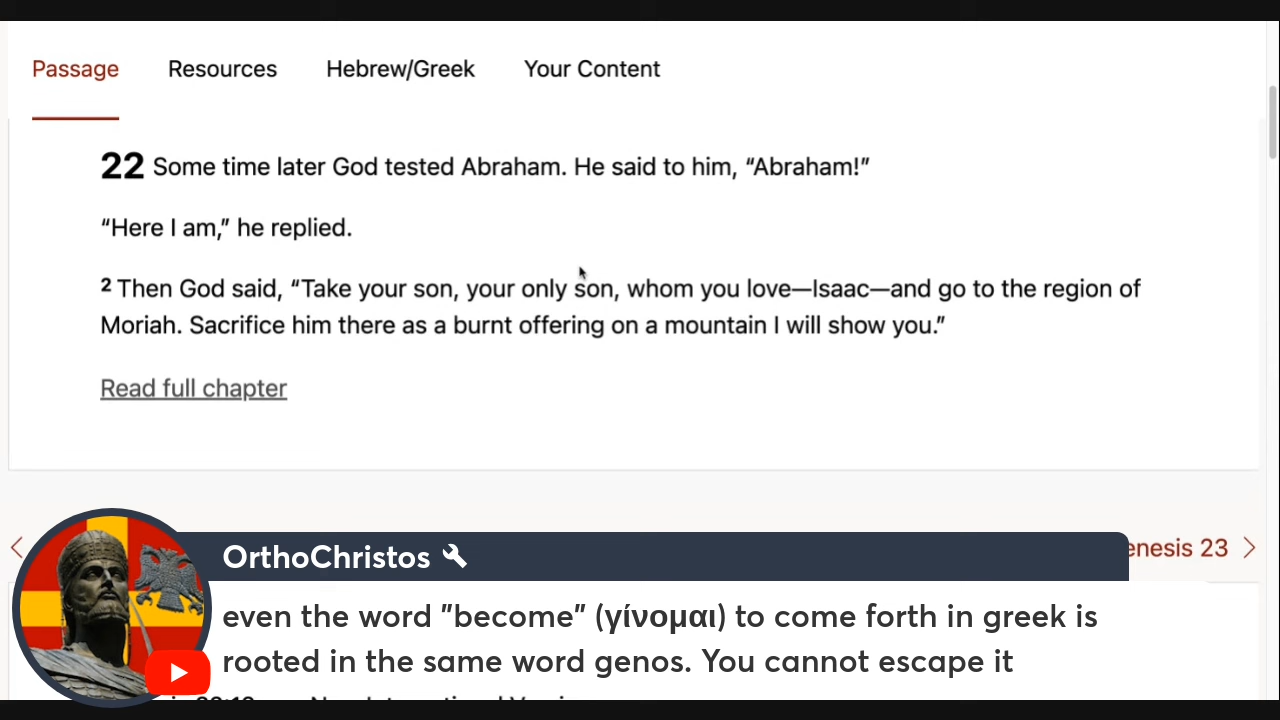 Passage Resources Hebrew/Greek Your Content
22 Some time later God tested Abraham. He said to him, “Abraham!”
“Here I am,” he replied.
2 Then God said, “Take your son, your only son, whom you love—Isaac—and go to the region of
Moriah. Sacrifice him there as a burnt offering on a mountain I will show you.”
Read full chapter
enesis 23
OrthoChristos
even the word "become" (γίνομαι) to come forth in greek is
rooted in the same word genos. You cannot escape it